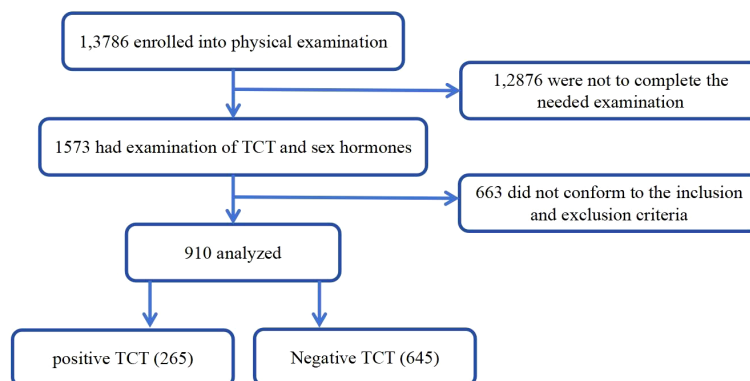 1,3786 enrolled into physical examination
1,2876 were not to complete the
needed examination
1573 had examination of TCT and sex hormones
663 did not conform to the inclusion
and exclusion criteria
910 analyzed
positive TCT (265)
Negative TCT (645)